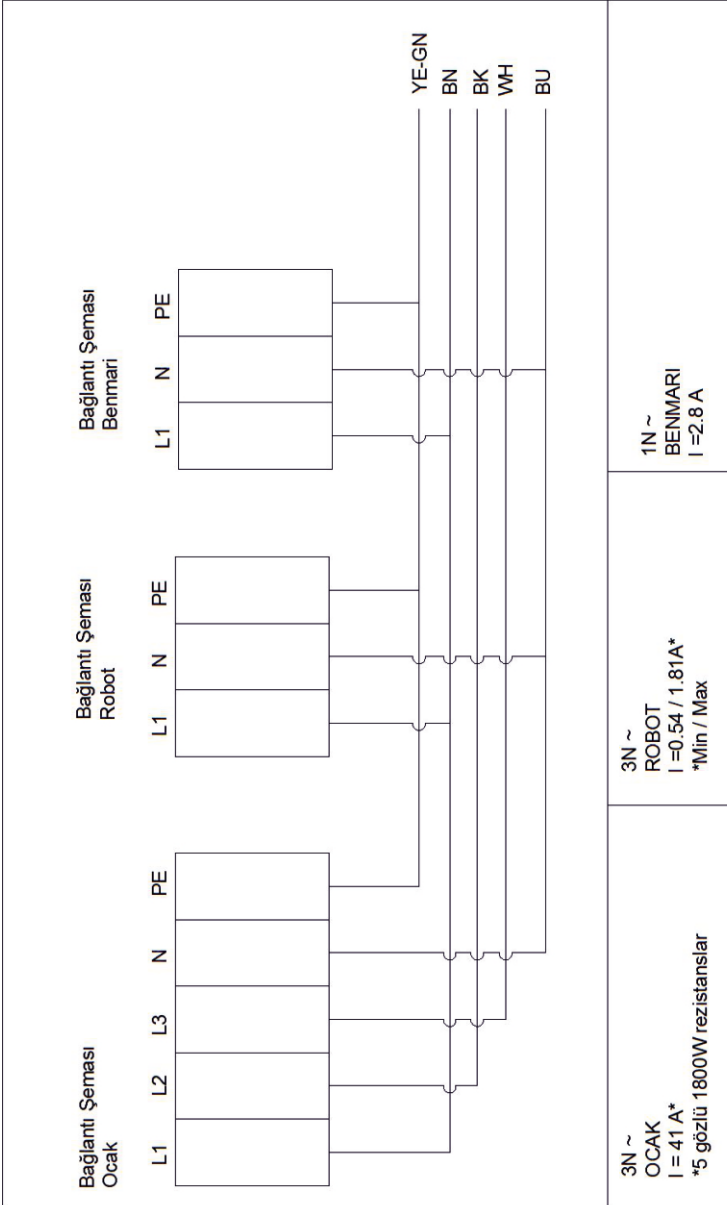 Bağlantı Şeması
Ocak
L1 L2 L3 N PE
Bağlantı Şeması
Robot
L1 N PE
Bağlantı Şeması
Benmari
L1 N PE
YE-GN
BN
BK
WH
BU
3N ~
OCAK
I = 41 A*
*5 gözlü 1800W rezistanslar
3N ~
ROBOT
I =0.54 / 1.81A*
*Min / Max
1N ~
BENMARI
I =2.8 A